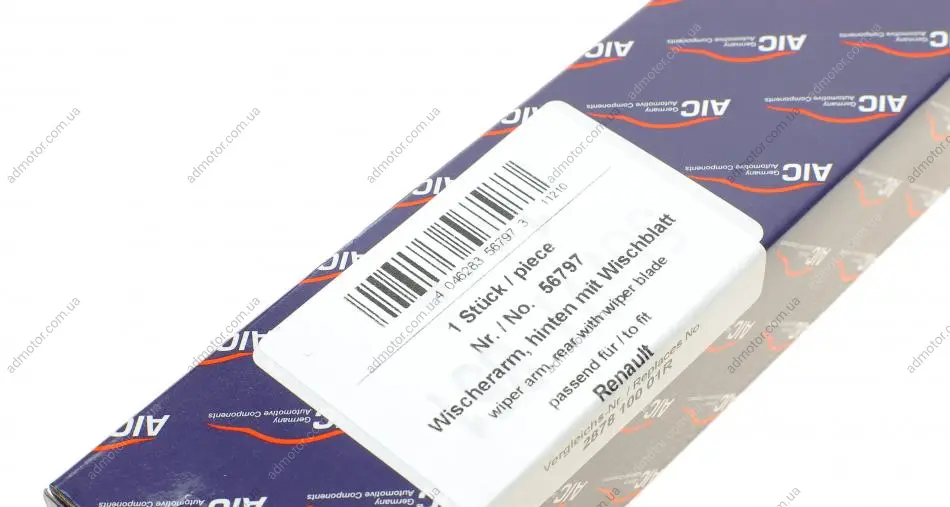 4 046283 56797 3
11210
1 Stück / piece
Nr. / No. 56797
Wischerarm, hinten mit Wischblatt
wiper arm, rear with wiper blade
passend für / to fit
Renault
Vergleichs Nr. / Replaces No
2878 100 01R
AIC
Germany
Automotive Components
admotor.com.ua